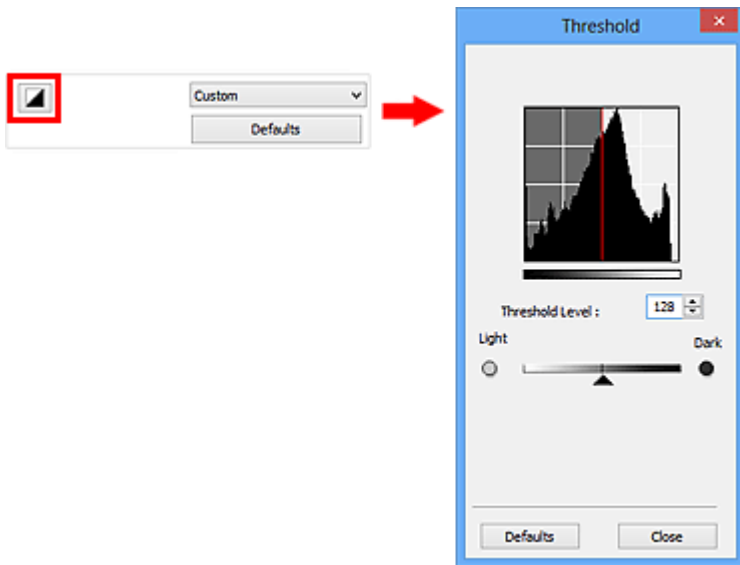 Custom
Defaults
Threshold
Threshold Level :
128
Light
Dark
Defaults
Close